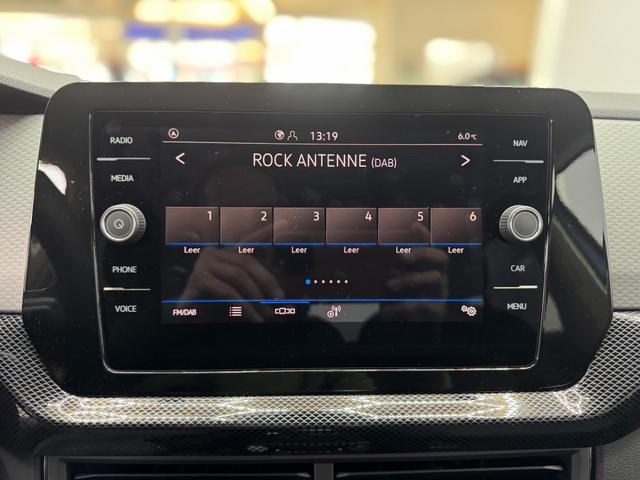 RADIO
MEDIA
PHONE
VOICE
13:19
6.0°C
< ROCK ANTENNE (DAB) >
1 2 3 4 5 6
Leer Leer Leer Leer Leer Leer
FM/DAB
NAV
APP
CAR
MENU